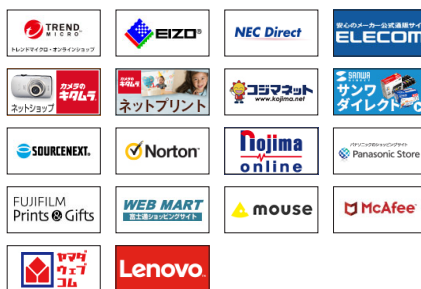 TREND
MICRO
トレンドマイクロ・オンラインショップ
EIZO
NEC Direct
安心のメーカー公式通販サイ
ELECOM
カメラの
キタムラ
ネットショップ
カメラの
キタムラ
ネットプリント
コジマネット
www.kojima.net
SANWA
サンワ
ダイレクト
SOURCENEXT.
Norton
nojima
online
パナソニックのショッピングサイト
Panasonic Store
FUJIFILM
Prints & Gifts
WEB MART
富士通ショッピングサイト
mouse
McAfee
ヤマダ
ウェブ
コム
Lenovo